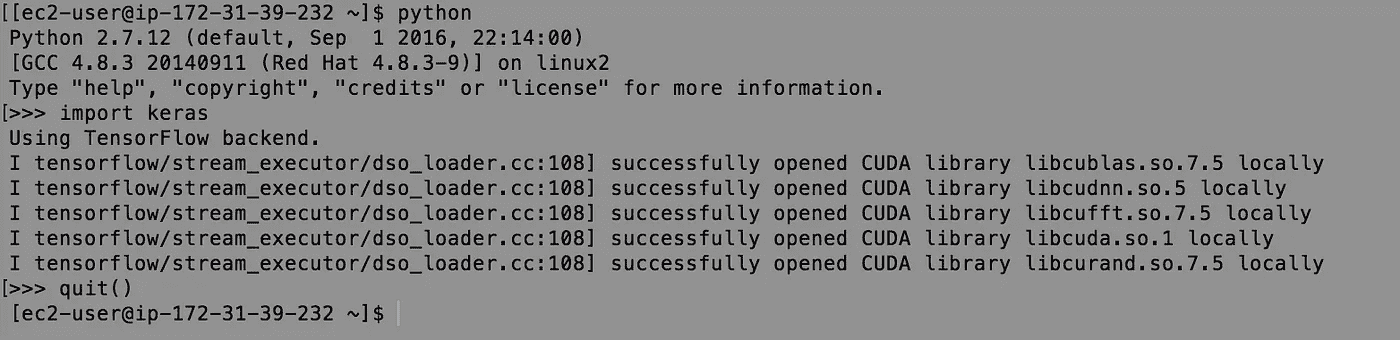 [[ec2-user@ip-172-31-39-232 ~]$ python
Python 2.7.12 (default, Sep  1 2016, 22:14:00)
[GCC 4.8.3 20140911 (Red Hat 4.8.3-9)] on linux2
Type "help", "copyright", "credits" or "license" for more information.
[>>> import keras
Using TensorFlow backend.
I tensorflow/stream_executor/dso_loader.cc:108] successfully opened CUDA library libcublas.so.7.5 locally
I tensorflow/stream_executor/dso_loader.cc:108] successfully opened CUDA library libcudnn.so.5 locally
I tensorflow/stream_executor/dso_loader.cc:108] successfully opened CUDA library libcufft.so.7.5 locally
I tensorflow/stream_executor/dso_loader.cc:108] successfully opened CUDA library libcuda.so.1 locally
I tensorflow/stream_executor/dso_loader.cc:108] successfully opened CUDA library libcurand.so.7.5 locally
[>>> quit()
[ec2-user@ip-172-31-39-232 ~]$